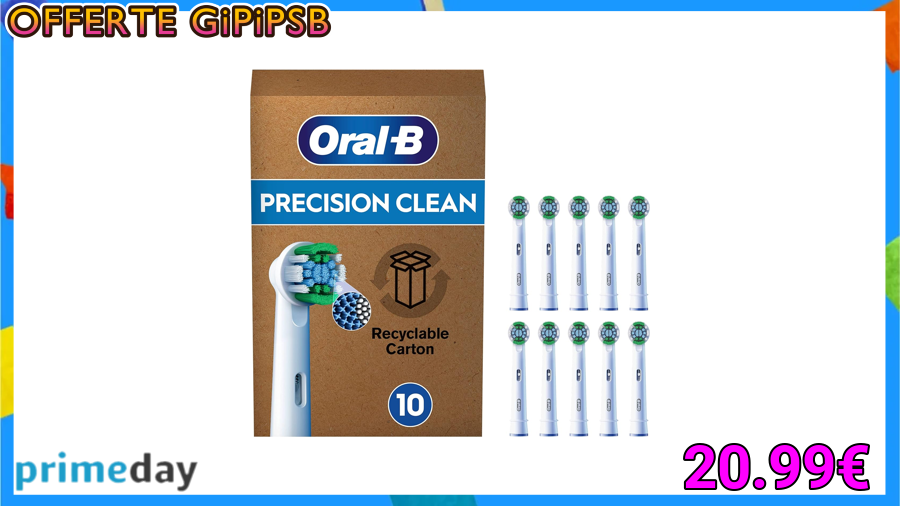 OFFERTE GiPiPSB
Oral-B
PRECISION CLEAN
Recyclable
Carton
10
primeday
20.99€